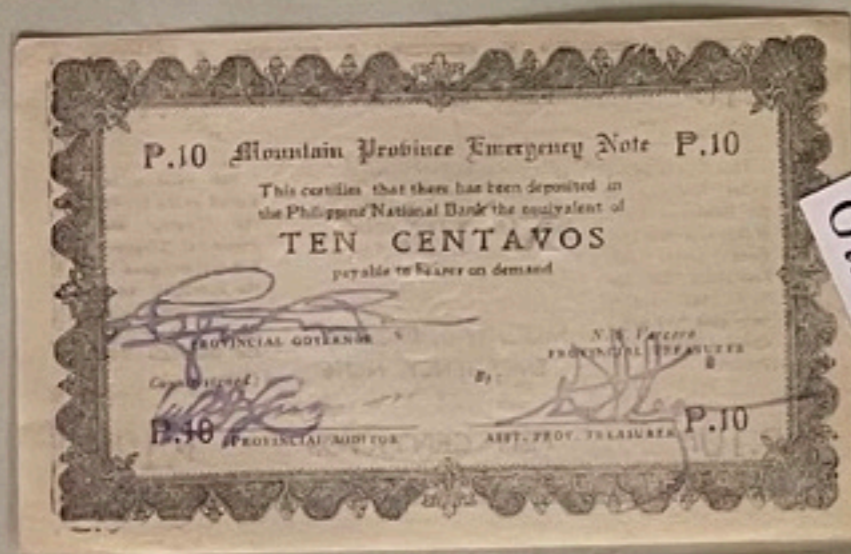 P.10 Mountain Province Emergency Note P.10
This certifies that there has been deposited in
the Philippine National Bank the equivalent of
TEN CENTAVOS
payable to bearer on demand
PROVINCIAL GOVERNOR
PROVINCIAL TREASURER
Countersigned:
By:
P.10 PROVINCIAL AUDITOR
ASST. PROV. TREASURER P.10